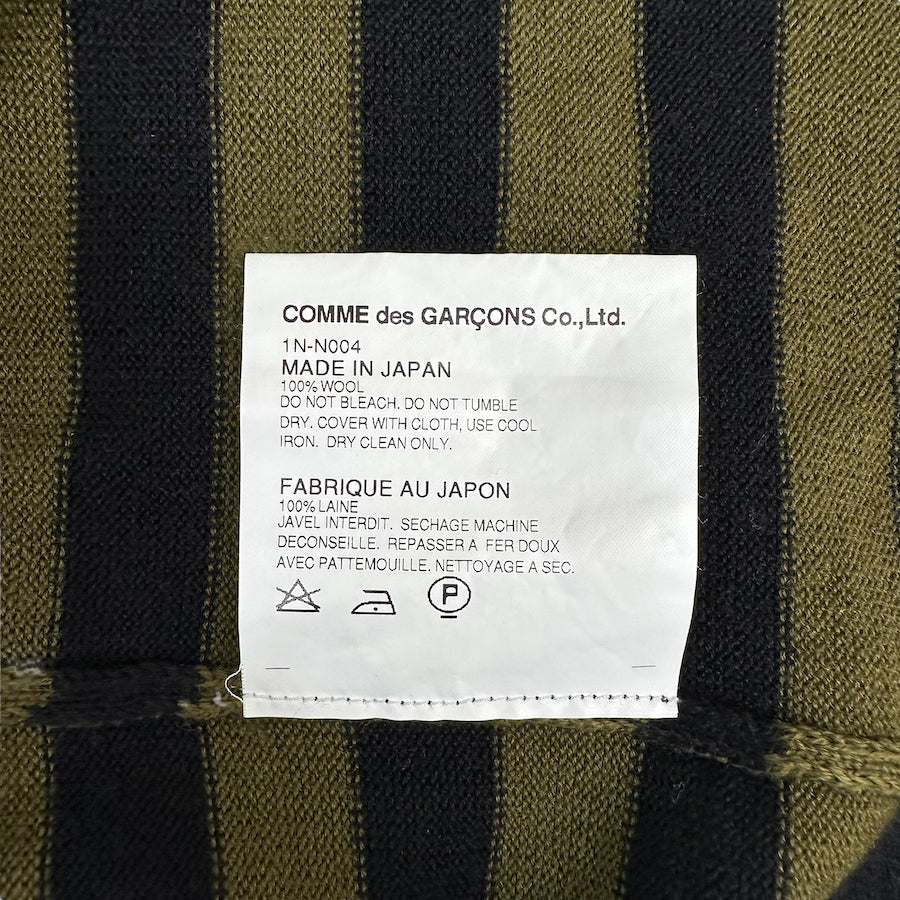 COMME des GARÇONS Co.,Ltd.
1N-N004
MADE IN JAPAN
100% WOOL
DO NOT BLEACH. DO NOT TUMBLE
DRY. COVER WITH CLOTH, USE COOL
IRON. DRY CLEAN ONLY.
FABRIQUE AU JAPON
100% LAINE
JAVEL INTERDIT. SECHAGE MACHINE
DECONSEILLE. REPASSER A FER DOUX
AVEC PATTEMOUILLE. NETTOYAGE A SEC.
P